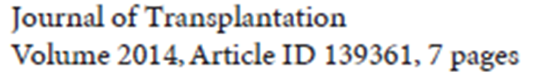 Journal of Transplantation
Volume 2014, Article ID 139361, 7 pages